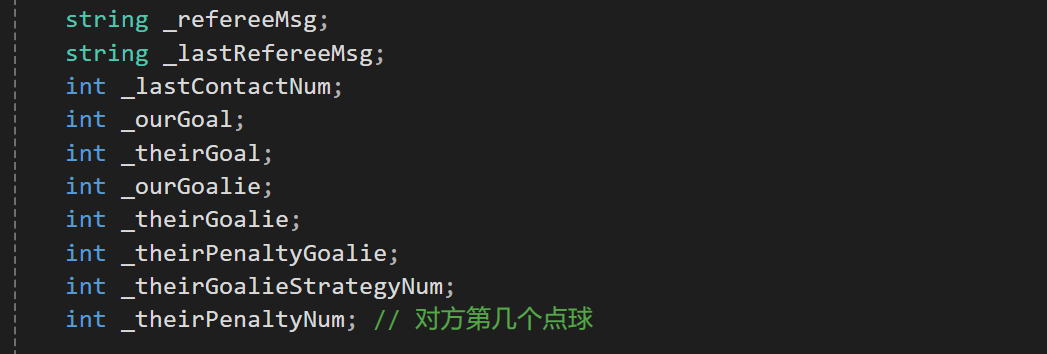 string _refereeMsg;
string _lastRefereeMsg;
int _lastContactNum;
int _ourGoal;
int _theirGoal;
int _ourGoalie;
int _theirGoalie;
int _theirPenaltyGoalie;
int _theirGoalieStrategyNum;
int _theirPenaltyNum; // 对方第几个点球